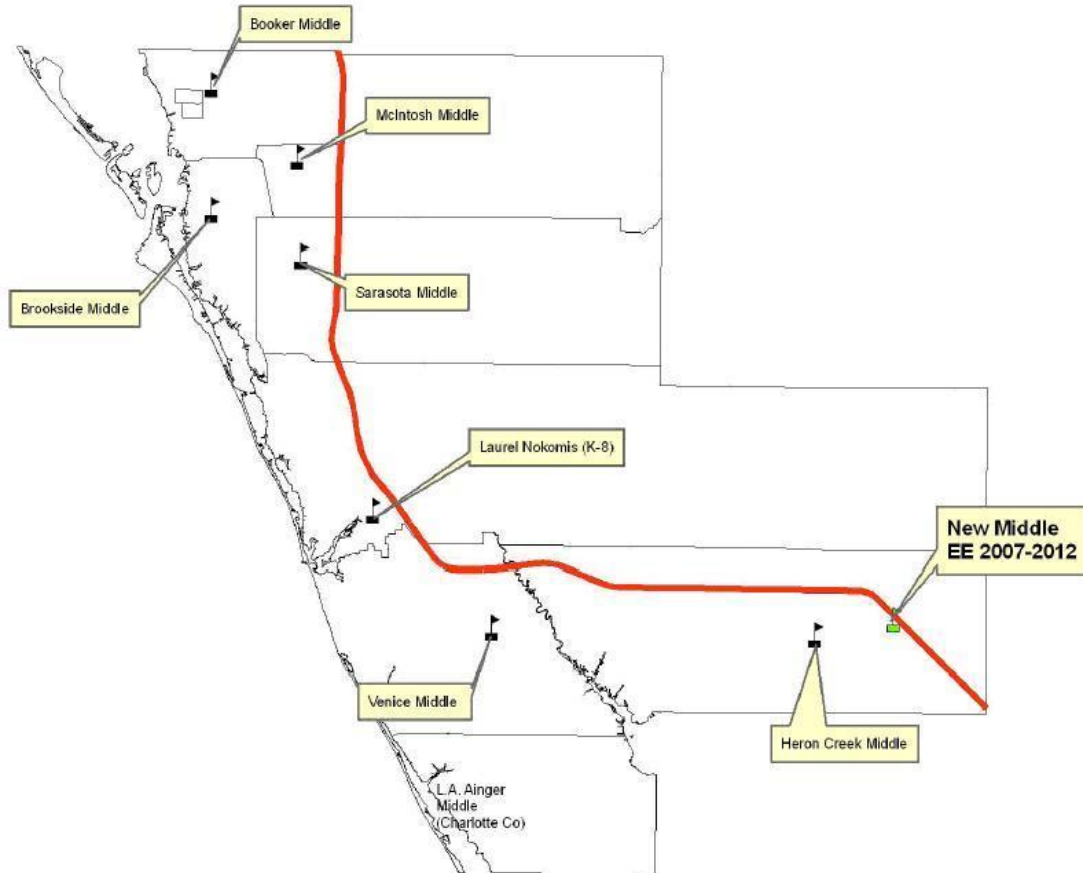 Booker Middle
McIntosh Middle
Sarasota Middle
Brookside Middle
Laurel Nokomis (K-8)
New Middle
EE 2007-2012
Venice Middle
Heron Creek Middle
L.A. Ainger
Middle
(Charlotte Co)